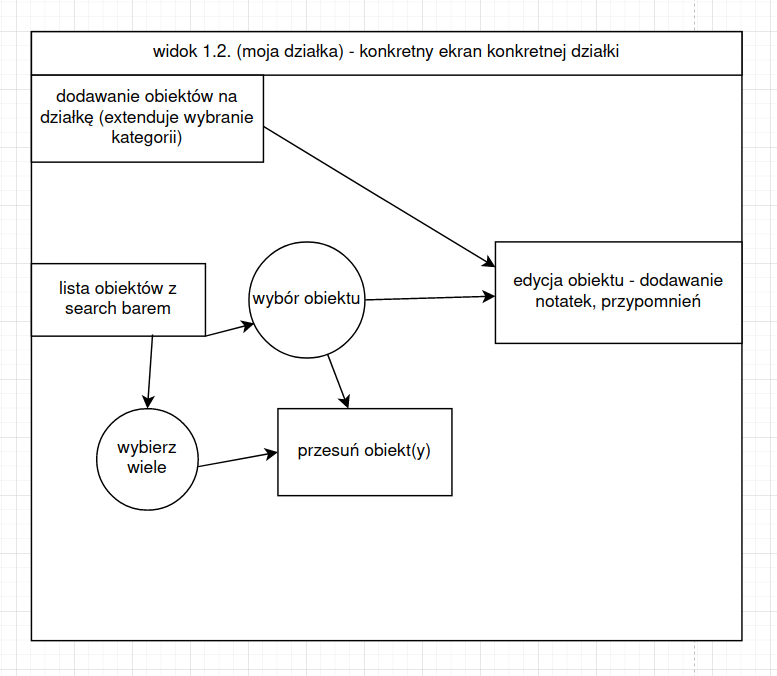 widok 1.2. (moja działka) - konkretny ekran konkretnej działki
dodawanie obiektów na
działkę (extenduje wybranie
kategorii)
lista obiektów z
search barem
wybór obiektu
edycja obiektu - dodawanie
notatek, przypomnień
wybierz
wiele
przesuń obiekt(y)